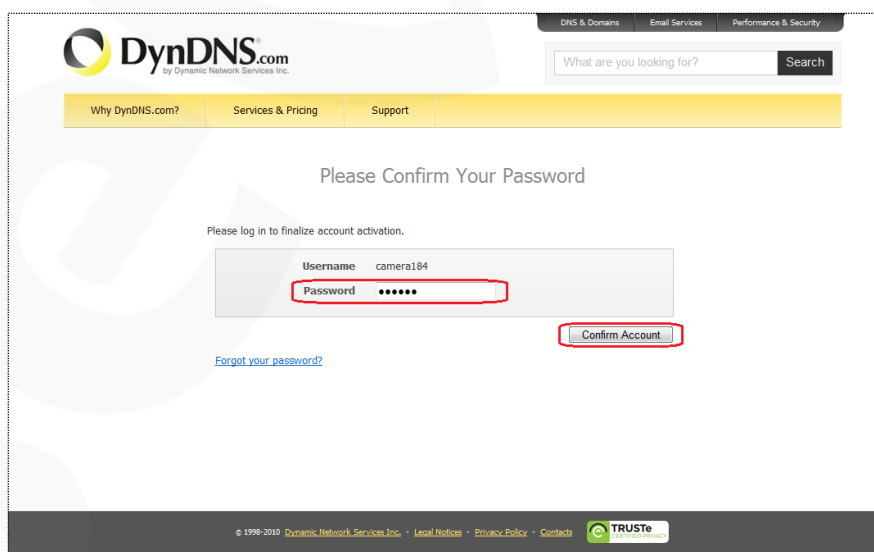 DNS & Domains Email Services Performance & Security
DynDNS.com
by Dynamic Network Services Inc.
What are you looking for? Search
Why DynDNS.com? Services & Pricing Support
Please Confirm Your Password
Please log in to finalize account activation.
Username camera184
Password ••••••
Confirm Account
Forgot your password?
© 1998-2010 Dynamic Network Services Inc. - Legal Notices - Privacy Policy - Contacts
TRUSTe
CERTIFIED PRIVACY